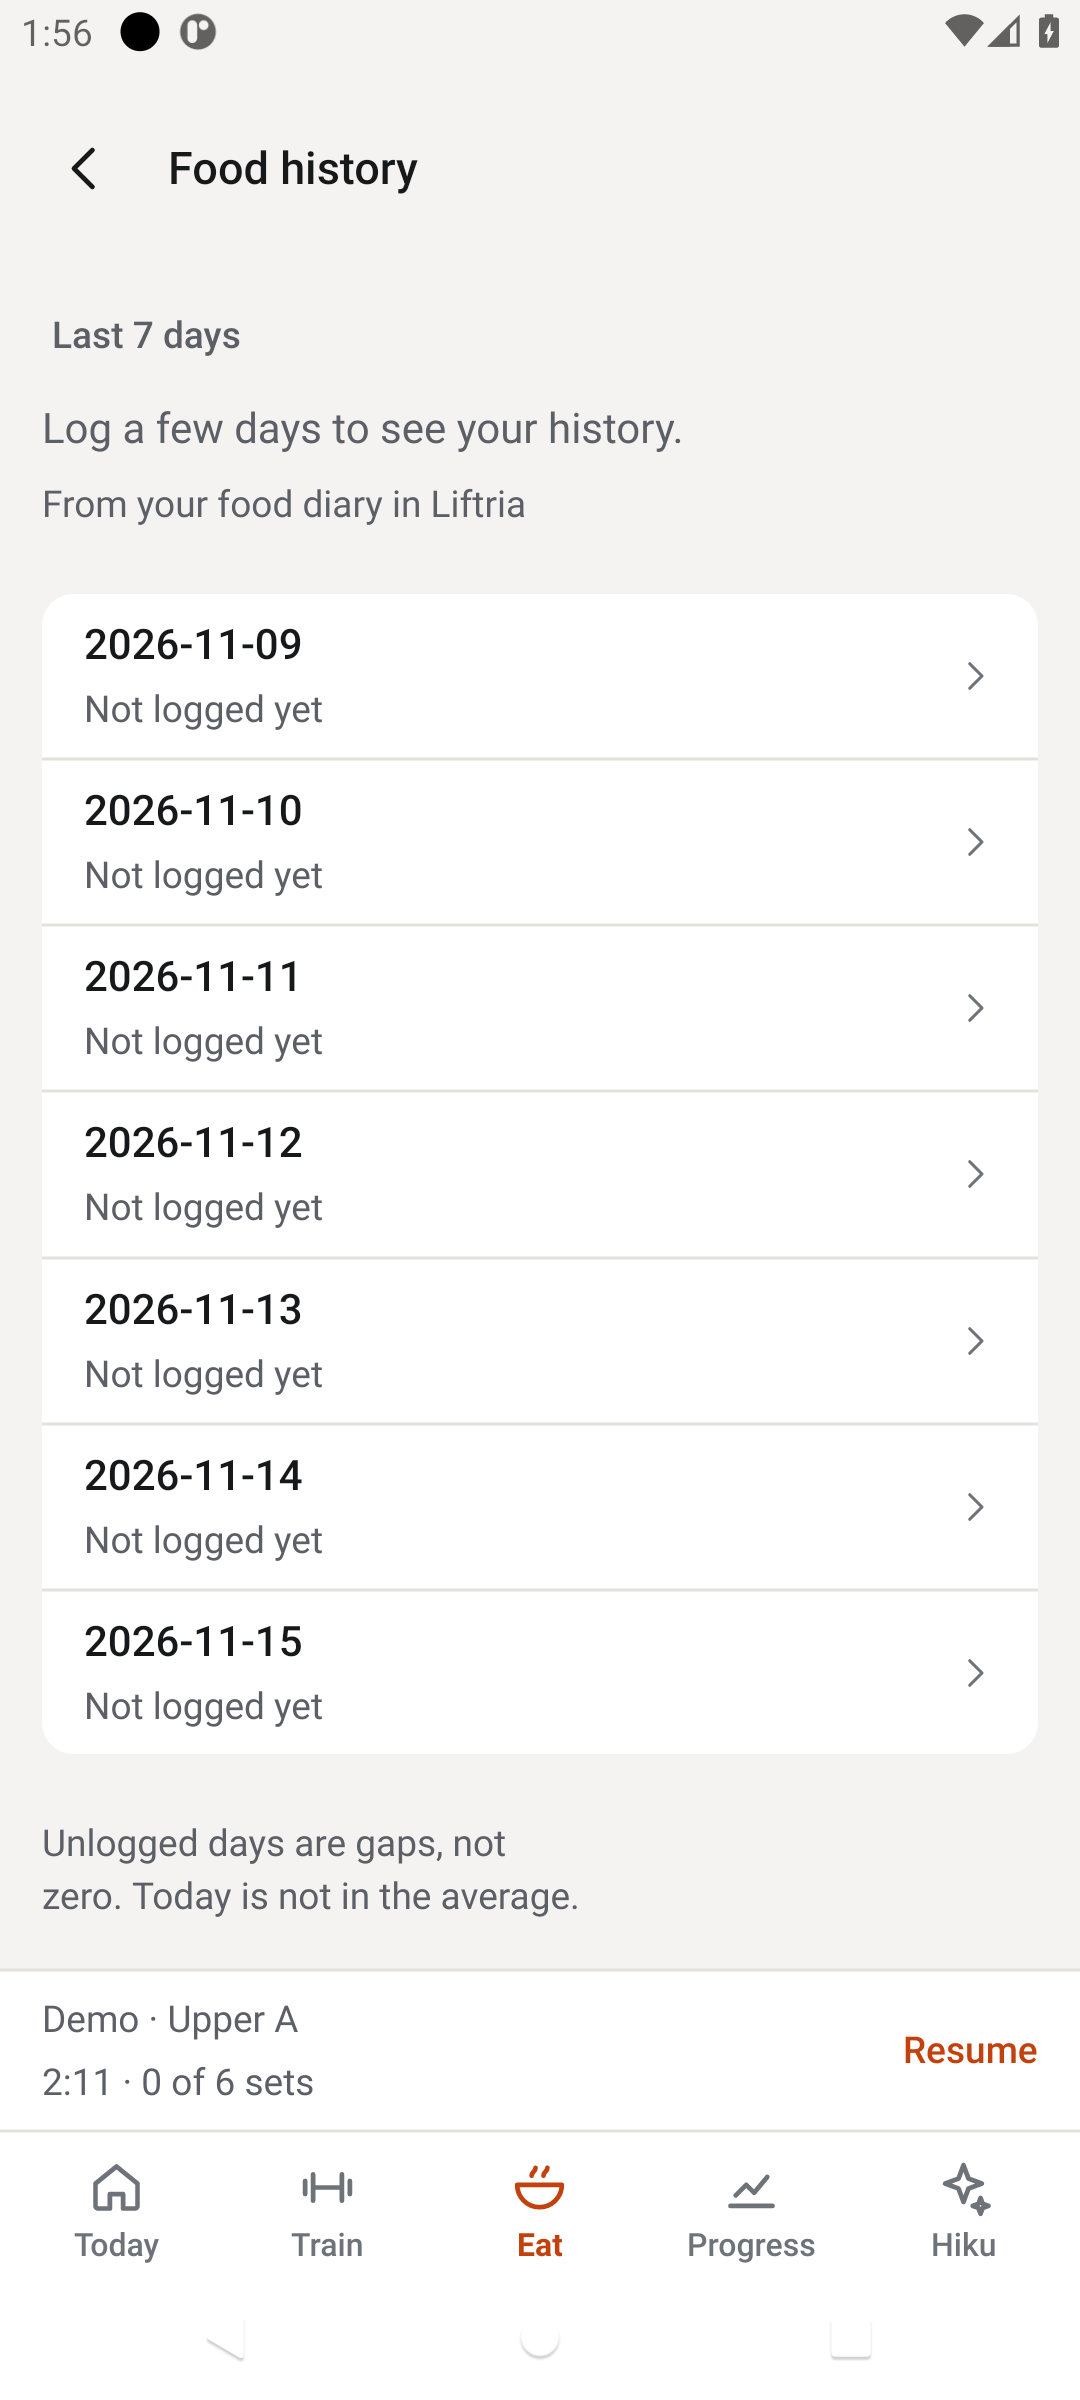 1:56
Food history
Last 7 days
Log a few days to see your history.
From your food diary in Liftria
2026-11-09
Not logged yet
2026-11-10
Not logged yet
2026-11-11
Not logged yet
2026-11-12
Not logged yet
2026-11-13
Not logged yet
2026-11-14
Not logged yet
2026-11-15
Not logged yet
Unlogged days are gaps, not
zero. Today is not in the average.
Demo · Upper A
2:11 · 0 of 6 sets
Resume
Today
Train
Eat
Progress
Hiku